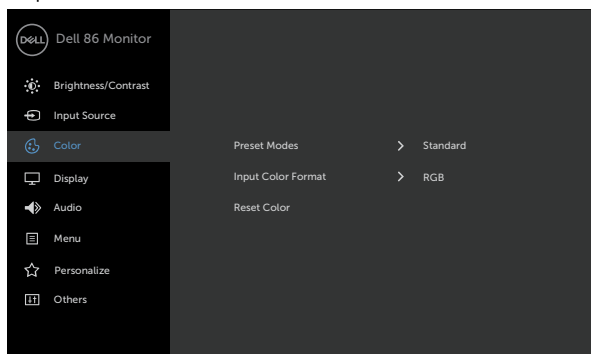 DELL Dell 86 Monitor
Brightness/Contrast
Input Source
Color
Preset Modes Standard
Display
Input Color Format RGB
Audio
Reset Color
Menu
Personalize
Others